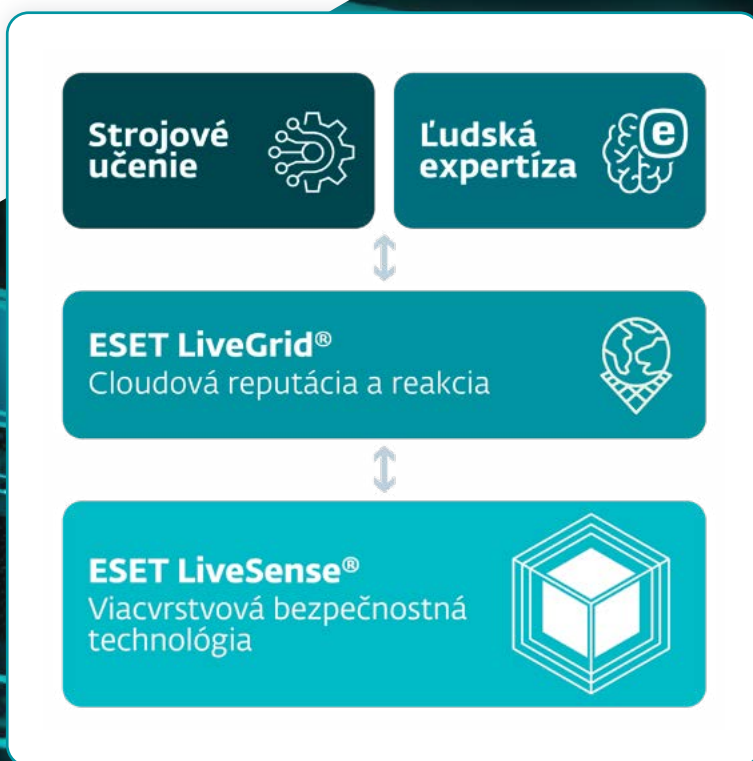 Strojové
učenie
Ľudská
expertíza
e
ESET LiveGrid®
Cloudová reputácia a reakcia
ESET LiveSense®
Viacvrstvová bezpečnostná
technológia